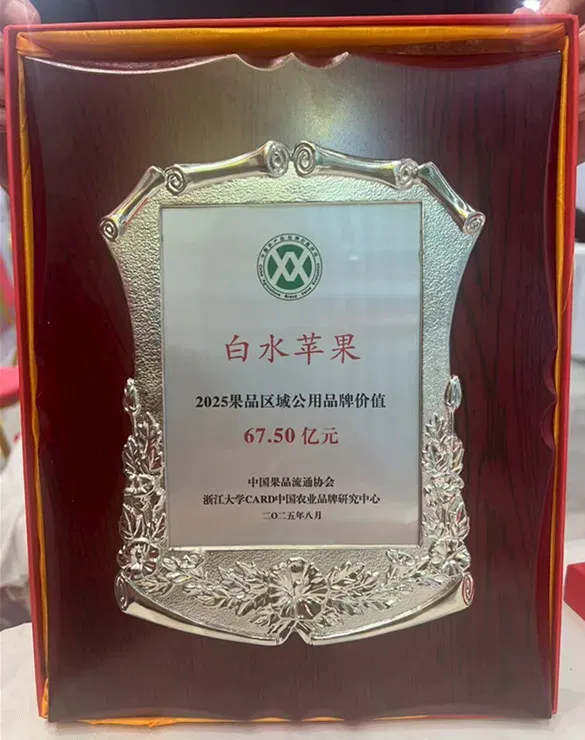 白水苹果
2025果品区域公用品牌价值
67.50 亿元
中国果品流通协会
浙江大学CARD中国农业品牌研究中心
二〇二五年八月